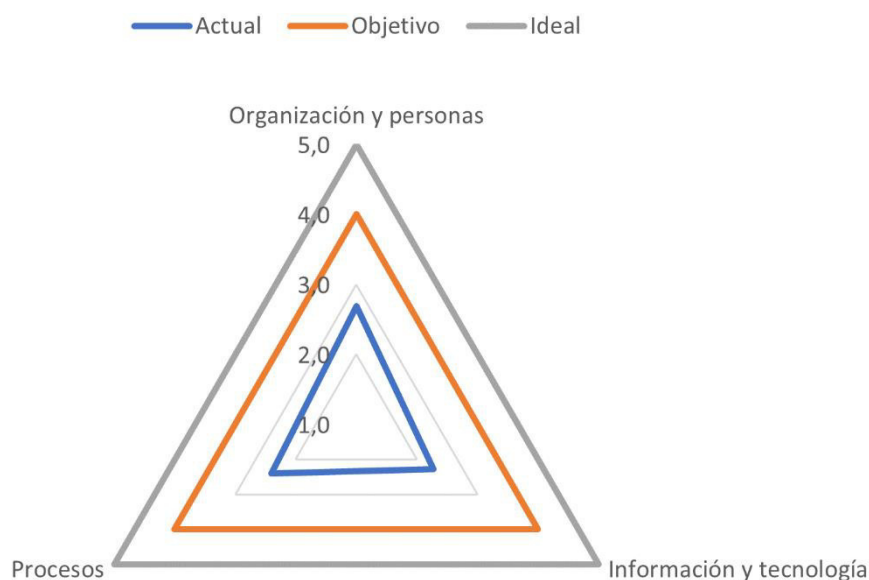 Actual Objetivo Ideal
Organización y personas
5,0
4,0
3,0
2,0
1,0
Procesos
Información y tecnología